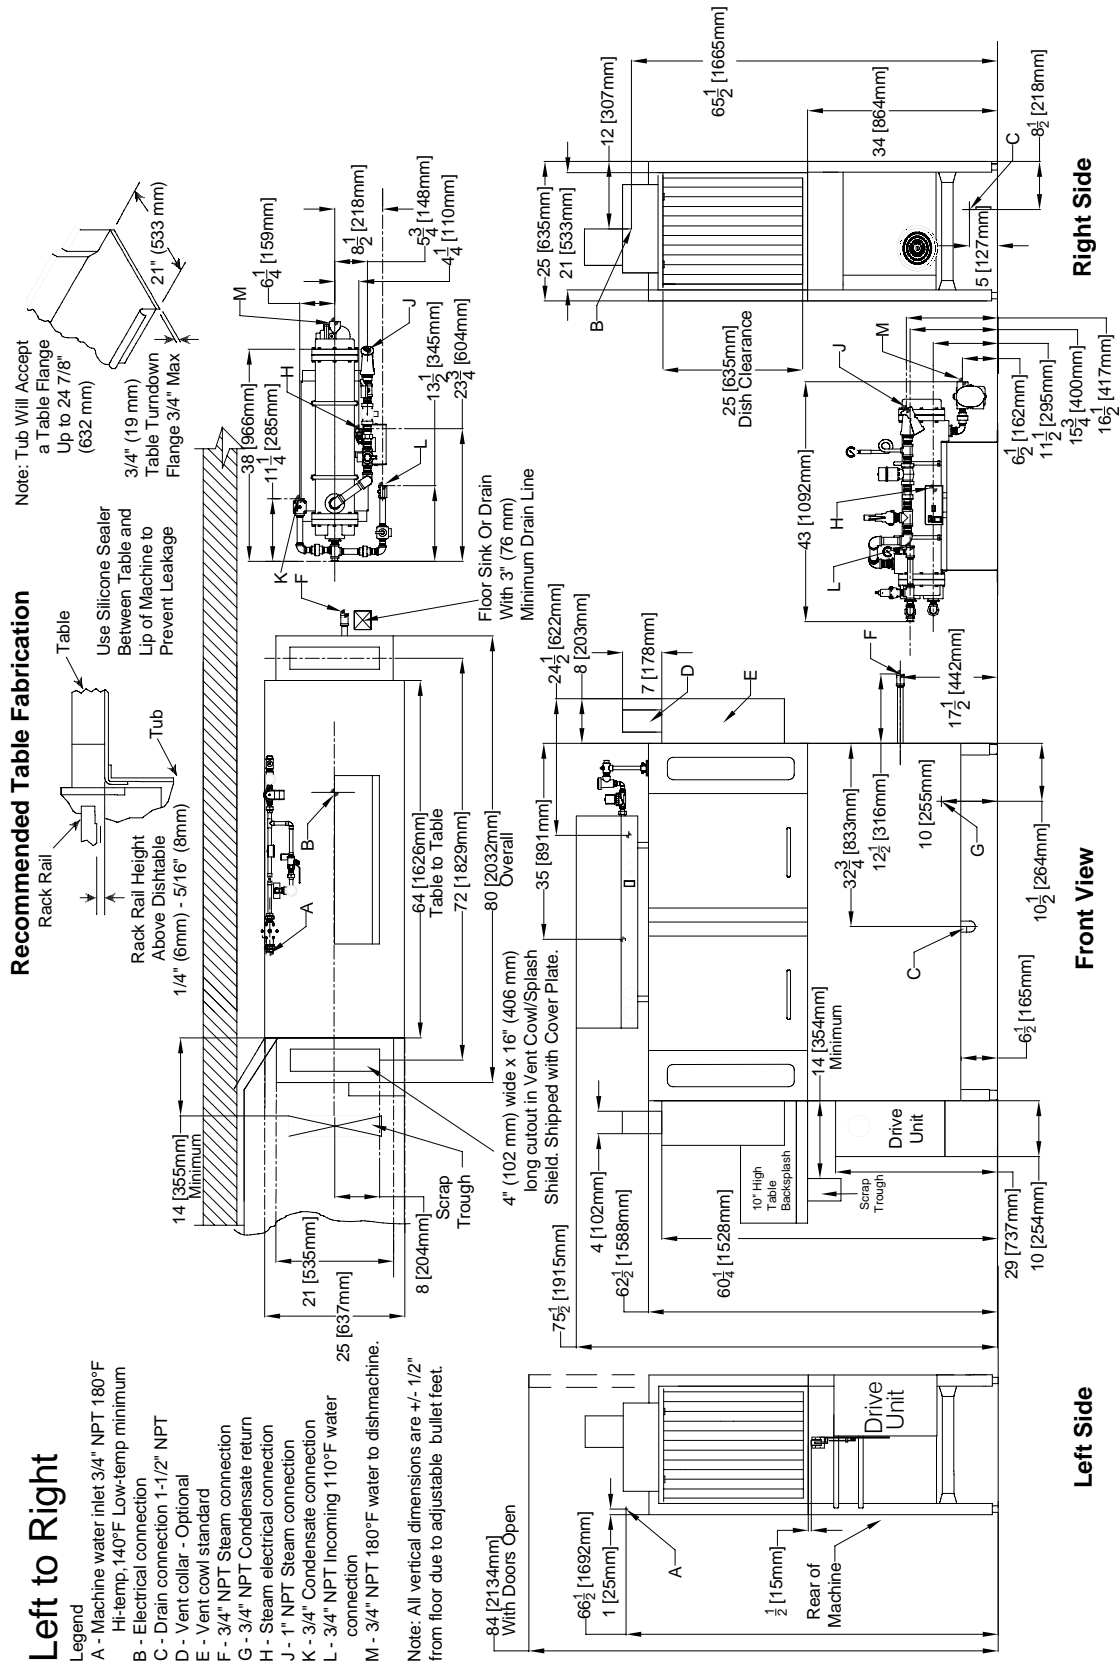 Left to Right
Legend
A - Machine water inlet 3/4" NPT 180°F
Hi-temp,140°F Low-temp minimum
B - Electrical connection
C - Drain connection 1-1/2" NPT
D - Vent collar - Optional
E - Vent cowl standard
F - 3/4" NPT Steam connection
G - 3/4" NPT Condensate return
H - Steam electrical connection
J - 1" NPT Steam connection
K - 3/4" Condensate connection
L - 3/4" NPT Incoming 110°F water
connection
M - 3/4" NPT 180°F water to dishmachine.
Note: All vertical dimensions are +/- 1/2"
from floor due to adjustable bullet feet.
Recommended Table Fabrication
Rack Rail
Table
Tub
Rack Rail Height
Above Dishtable
1/4" (6mm) - 5/16" (8mm)
Use Silicone Sealer
Between Table and
Lip of Machine to
Prevent Leakage
Note: Tub Will Accept
a Table Flange
Up to 24 7/8"
(632 mm)
3/4" (19 mm)
Table Turndown
Flange 3/4" Max
21" (533 mm)
14 [355mm]
Minimum
21 [535mm]
25 [637mm]
8 [204mm]
Scrap
Trough
A
B
64 [1626mm]
Table to Table
72 [1829mm]
80 [2032mm]
Overall
4" (102 mm) wide x 16" (406 mm)
long cutout in Vent Cowl/Splash
Shield. Shipped with Cover Plate.
Floor Sink Or Drain
With 3" (76 mm)
Minimum Drain Line
F
K
38 [966mm]
11 1/4 [285mm]
H
M
6 1/4 [159mm]
8 1/2 [218mm]
5 3/4 [148mm]
4 1/4 [110mm]
J
13 1/2 [345mm]
23 3/4 [604mm]
L
84 [2134mm]
With Doors Open
66 1/2 [1692mm]
1 [25mm]
A
1/2 [15mm]
Rear of
Machine
Drive
Unit
Left Side
75 1/2 [1915mm]
62 1/2 [1588mm]
4 [102mm]
60 1/4 [1528mm]
10" High
Table
Backsplash
Scrap
Trough
14 [354mm]
Minimum
Drive
Unit
29 [737mm]
10 [254mm]
6 1/2 [165mm]
35 [891mm]
24 1/2 [622mm]
8 [203mm]
7 [178mm]
D
E
32 3/4 [833mm]
12 1/2 [316mm]
10 [255mm]
C
G
10 1/2 [264mm]
F
17 1/2 [442mm]
Front View
43 [1092mm]
L
H
J
M
6 1/2 [162mm]
11 1/2 [295mm]
15 3/4 [400mm]
16 1/2 [417mm]
25 [635mm]
Dish Clearance
B
25 [635mm]
21 [533mm]
12 [307mm]
65 1/2 [1665mm]
34 [864mm]
5 [127mm]
C
8 1/2 [218mm]
Right Side